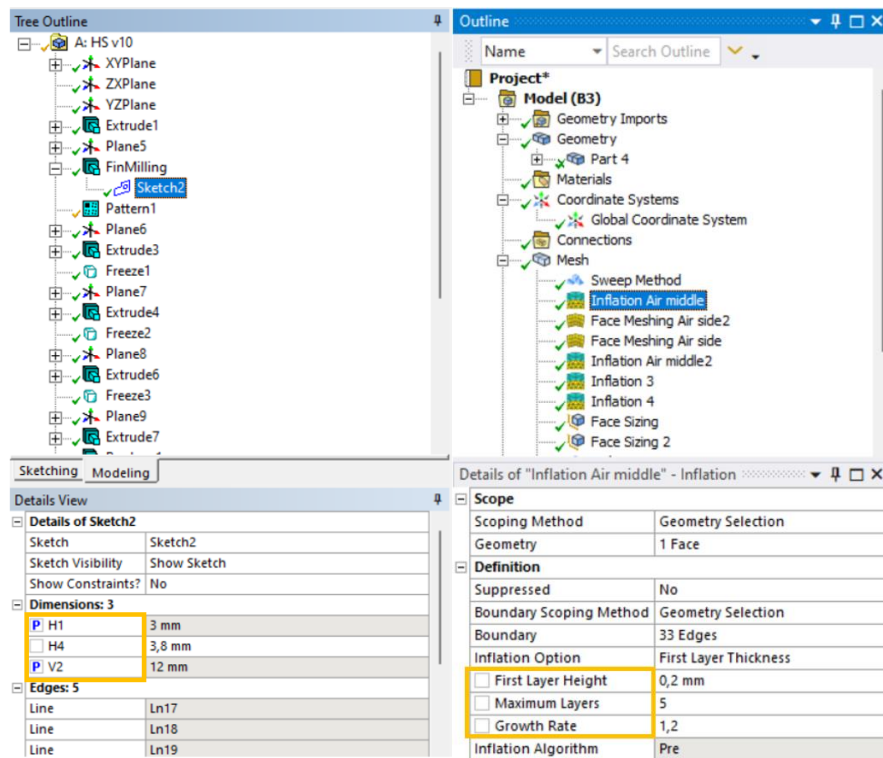 Tree Outline
A: HS v10
XYPlane
ZXPlane
YZPlane
Extrude1
Plane5
FinMilling
Sketch2
Pattern1
Plane6
Extrude3
Freeze1
Plane7
Extrude4
Freeze2
Plane8
Extrude6
Freeze3
Plane9
Extrude7
Sketching Modeling
Details View
Details of Sketch2
Sketch Sketch2
Sketch Visibility Show Sketch
Show Constraints? No
Dimensions: 3
P H1 3 mm
H4 3,8 mm
P V2 12 mm
Edges: 5
Line Ln17
Line Ln18
Line Ln19
Outline
Name Search Outline
Project*
Model (B3)
Geometry Imports
Geometry
Part 4
Materials
Coordinate Systems
Global Coordinate System
Connections
Mesh
Sweep Method
Inflation Air middle
Face Meshing Air side2
Face Meshing Air side
Inflation Air middle2
Inflation 3
Inflation 4
Face Sizing
Face Sizing 2
Details of "Inflation Air middle" - Inflation
Scope
Scoping Method Geometry Selection
Geometry 1 Face
Definition
Suppressed No
Boundary Scoping Method Geometry Selection
Boundary 33 Edges
Inflation Option First Layer Thickness
First Layer Height 0,2 mm
Maximum Layers 5
Growth Rate 1,2
Inflation Algorithm Pre